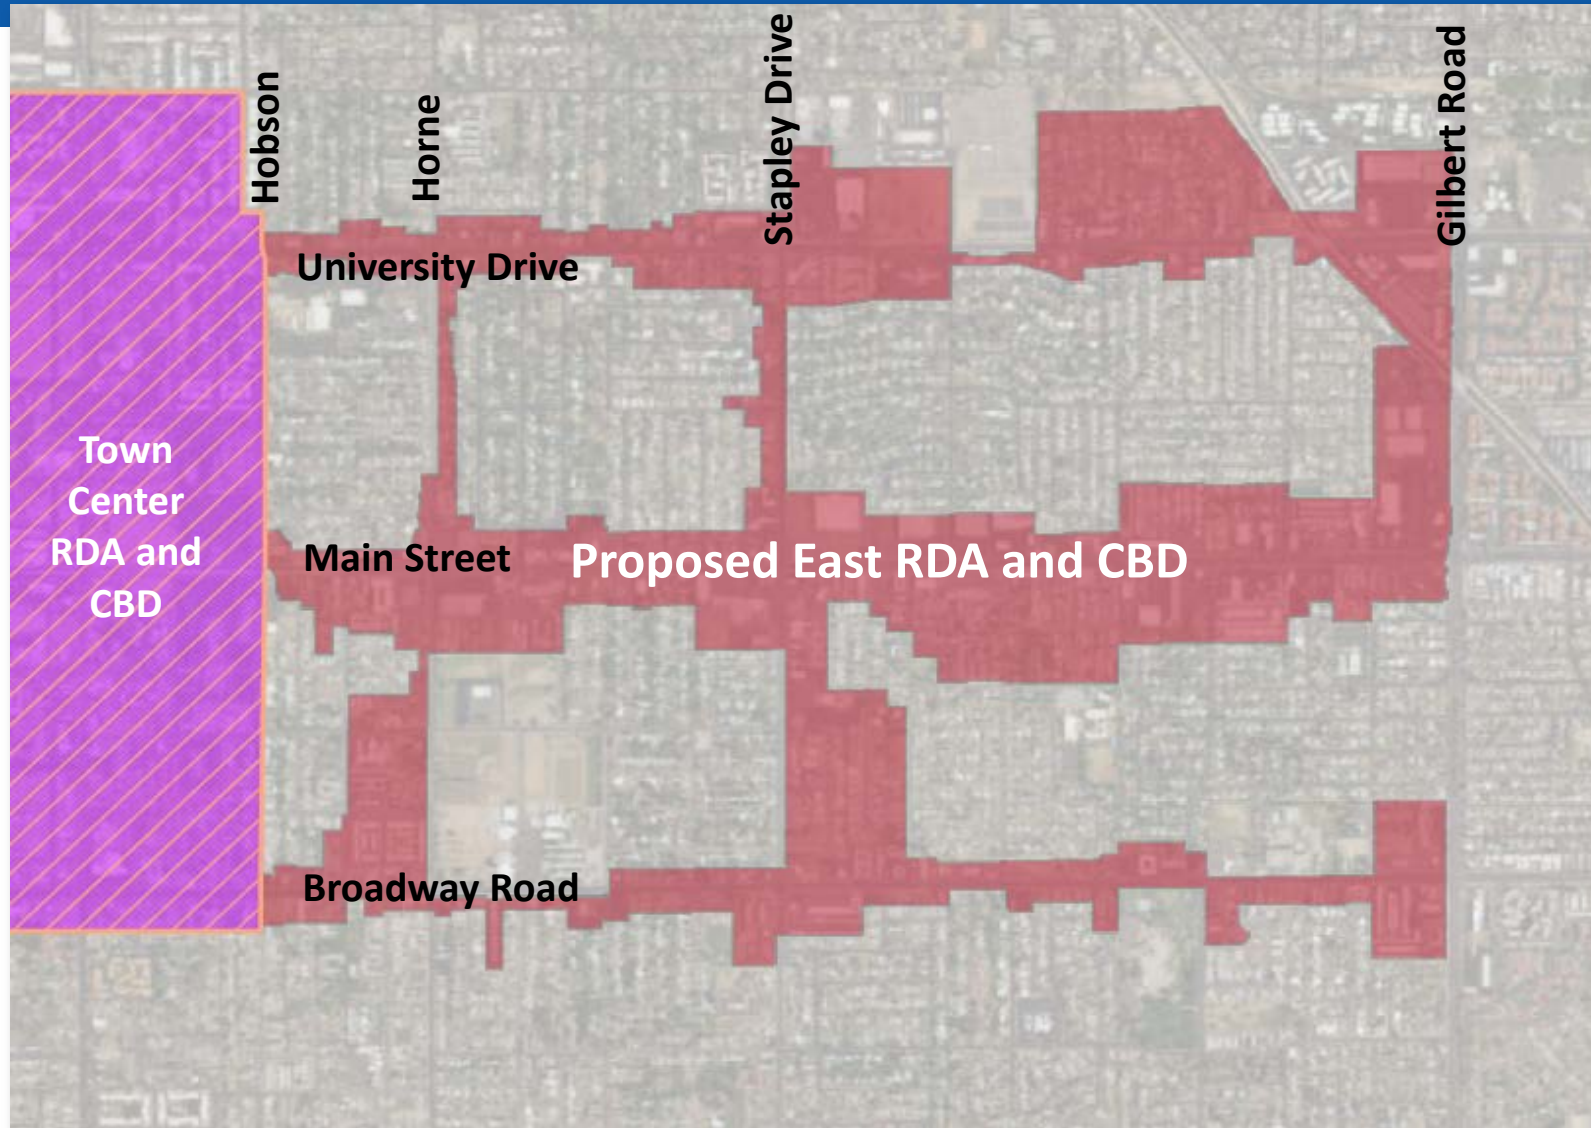 Hobson
Horne
Stapley Drive
Gilbert Road
University Drive
Town
Center
RDA and
CBD
Main Street
Proposed East RDA and CBD
Broadway Road